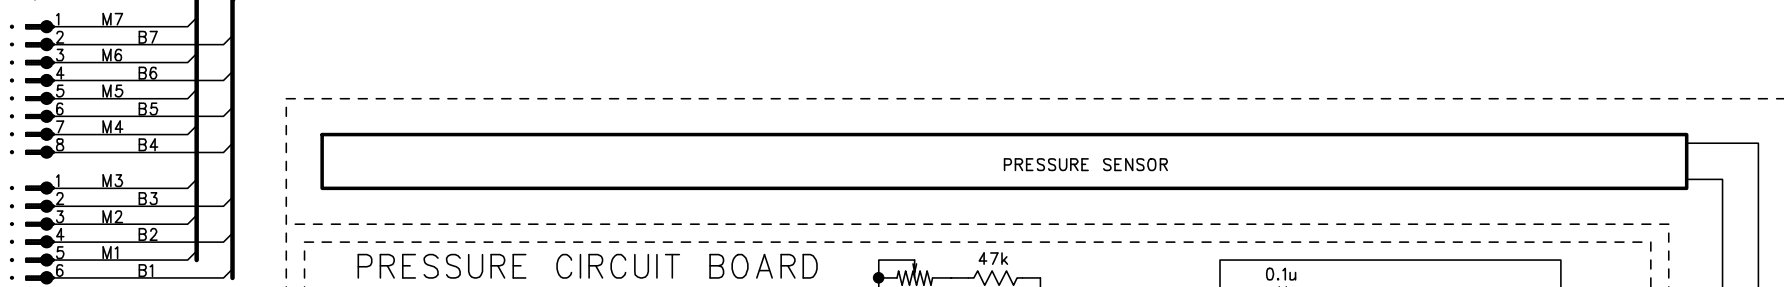 1 M7
2 B7
3 M6
4 B6
5 M5
6 B5
7 M4
8 B4
PRESSURE SENSOR
1 M3
2 B3
3 M2
4 B2
5 M1
6 B1
PRESSURE CIRCUIT BOARD
47k
0.1u